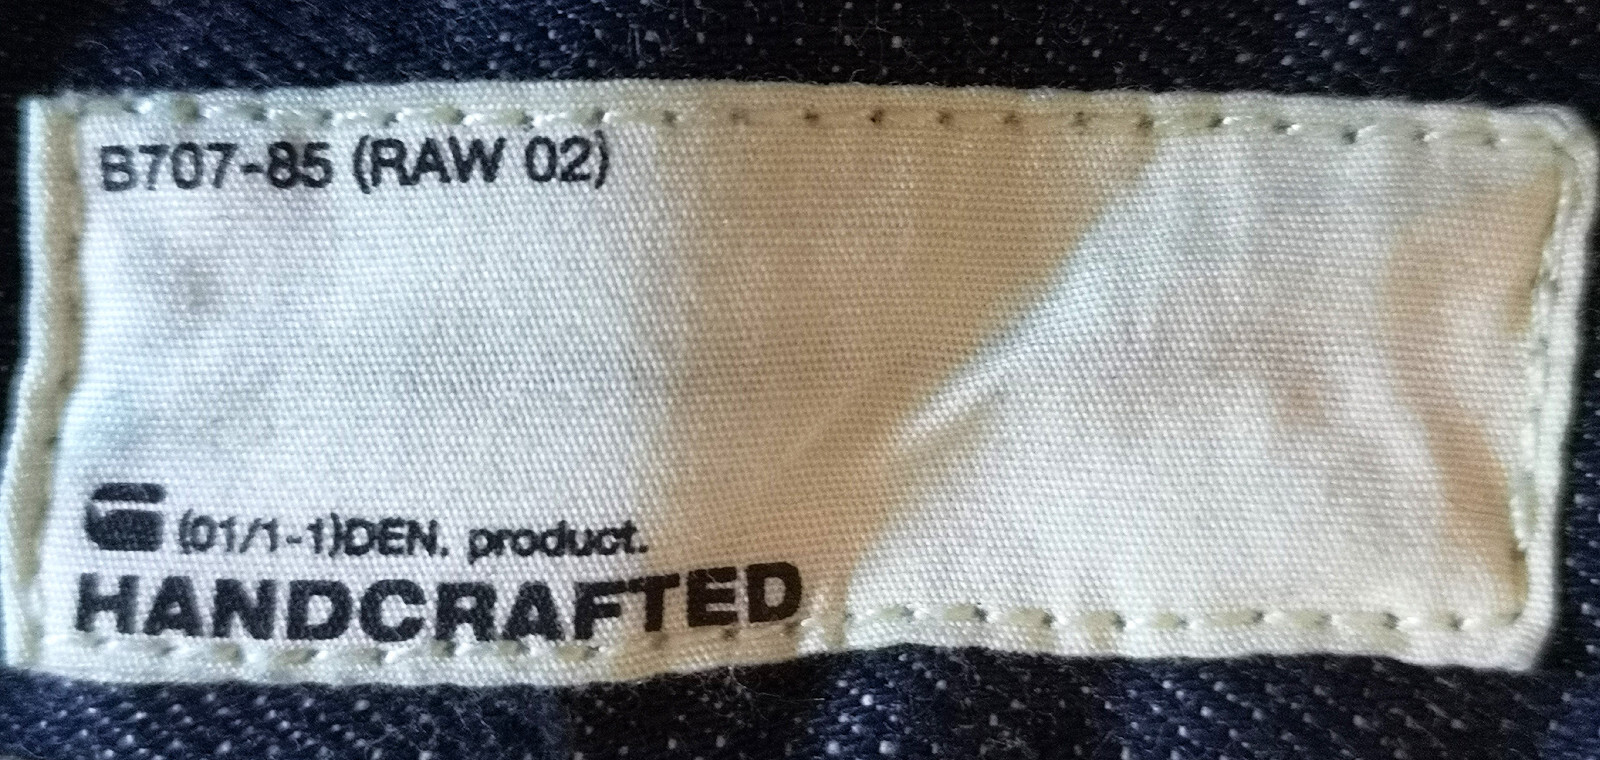 B707-85 (RAW 02)
(01/1-1)DEN. product.
HANDCRAFTED